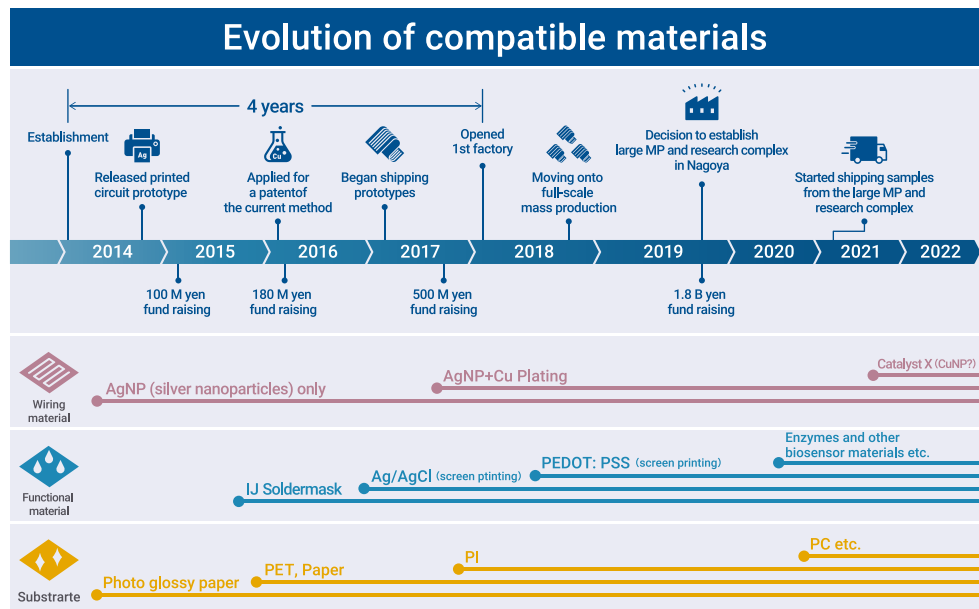 Evolution of compatible materials
4 years
Establishment
Ag
Released printed
circuit prototype
Cu
Applied for
a patentof
the current method
Began shipping
prototypes
Opened
1st factory
Moving onto
full-scale
mass production
Decision to establish
large MP and research complex
in Nagoya
Started shipping samples
from the large MP and
research complex
2014
2015
2016
2017
2018
2019
2020
2021
2022
100 M yen
fund raising
180 M yen
fund raising
500 M yen
fund raising
1.8 B yen
fund raising
Wiring
material
AgNP (silver nanoparticles) only
AgNP+Cu Plating
Catalyst X (CuNP?)
Functional
material
IJ Soldermask
Ag/AgCl (screen ptinting)
PEDOT: PSS (screen printing)
Enzymes and other
biosensor materials etc.
Substrarte
Photo glossy paper
PET, Paper
PI
PC etc.